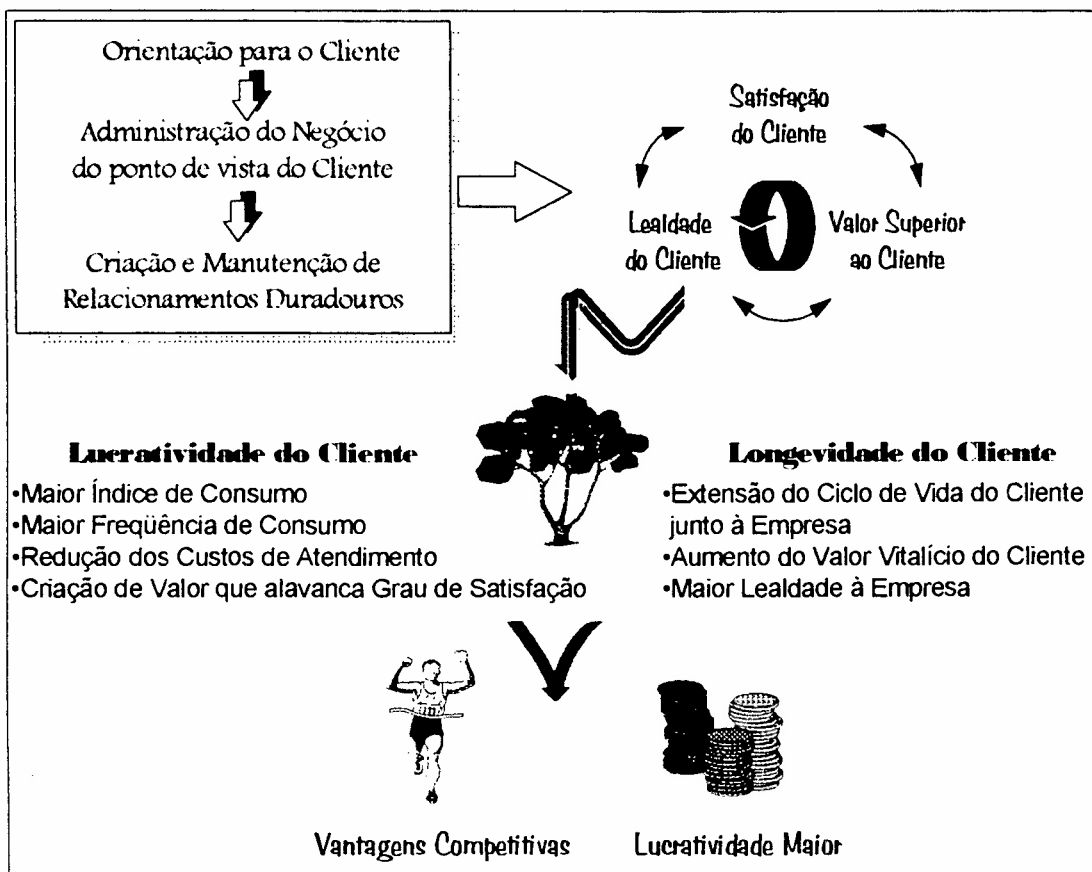 Orientação para o Cliente
Administração do Negócio
do ponto de vista do Cliente
Criação e Manutenção de
Relacionamentos Duradouros
Satisfação
do Cliente
Lealdade
do Cliente
Valor Superior
ao Cliente
Lucratividade do Cliente
•Maior Índice de Consumo
•Maior Freqüência de Consumo
•Redução dos Custos de Atendimento
•Criação de Valor que alavanca Grau de Satisfação
Longevidade do Cliente
•Extensão do Ciclo de Vida do Cliente
junto à Empresa
•Aumento do Valor Vitalício do Cliente
•Maior Lealdade à Empresa
Vantagens Competitivas
Lucratividade Maior